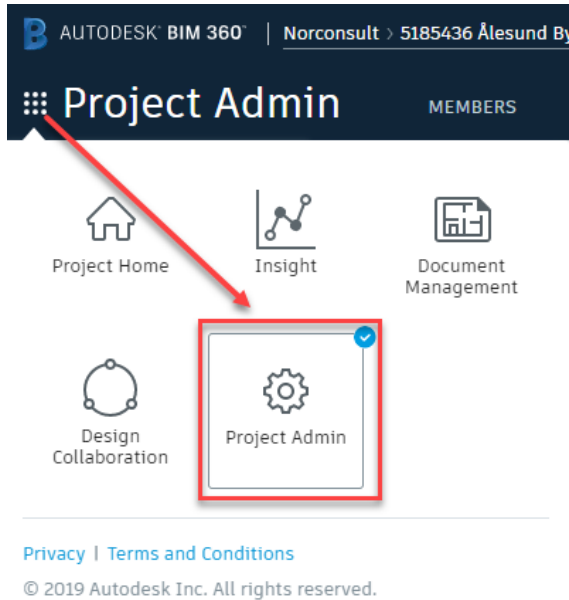 AUTODESK® BIM 360™ | Norconsult > 5185436 Ålesund By
Project Admin MEMBERS
Project Home Insight Document
Management
Design
Collaboration
Project Admin
Privacy | Terms and Conditions
© 2019 Autodesk Inc. All rights reserved.